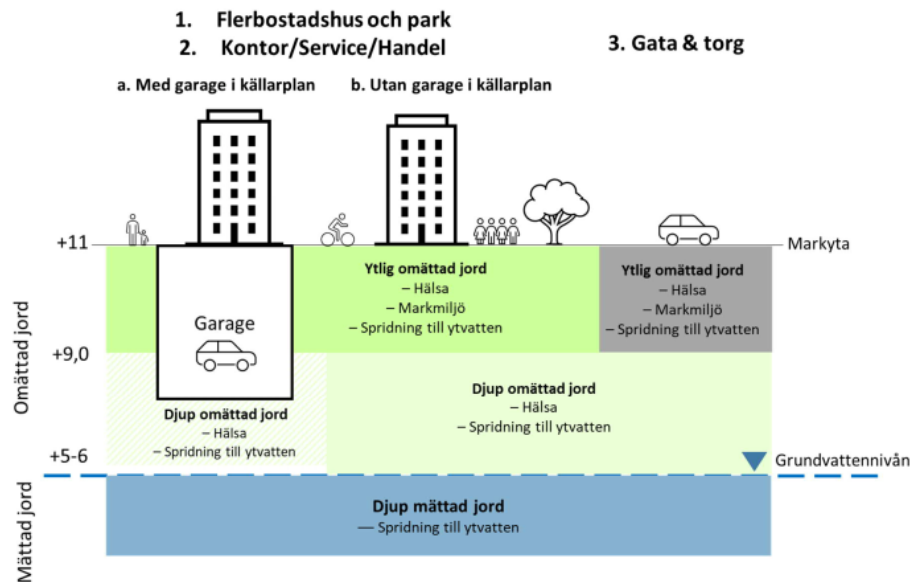 1. Flerbostadshus och park
2. Kontor/Service/Handel
3. Gata & torg
a. Med garage i källarplan
b. Utan garage i källarplan
+11
Markyta
Ytlig omättad jord
– Hälsa
– Markmiljö
– Spridning till ytvatten
Ytlig omättad jord
– Hälsa
– Markmiljö
– Spridning till ytvatten
Garage
Omättad jord
+9,0
Djup omättad jord
– Hälsa
– Spridning till ytvatten
Djup omättad jord
– Hälsa
– Spridning till ytvatten
+5-6
Grundvattennivån
Mättad jord
Djup mättad jord
— Spridning till ytvatten